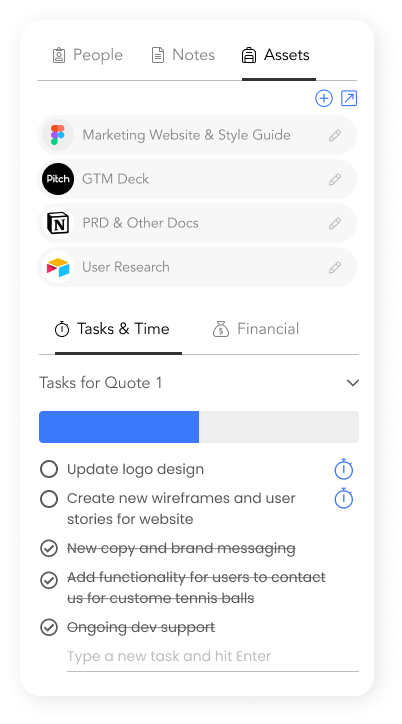 People Notes Assets
Marketing Website & Style Guide
Pitch GTM Deck
PRD & Other Docs
User Research
Tasks & Time Financial
Tasks for Quote 1
Update logo design
Create new wireframes and user
stories for website
New copy and brand messaging
Add functionality for users to contact
us for custome tennis balls
Ongoing dev support
Type a new task and hit Enter